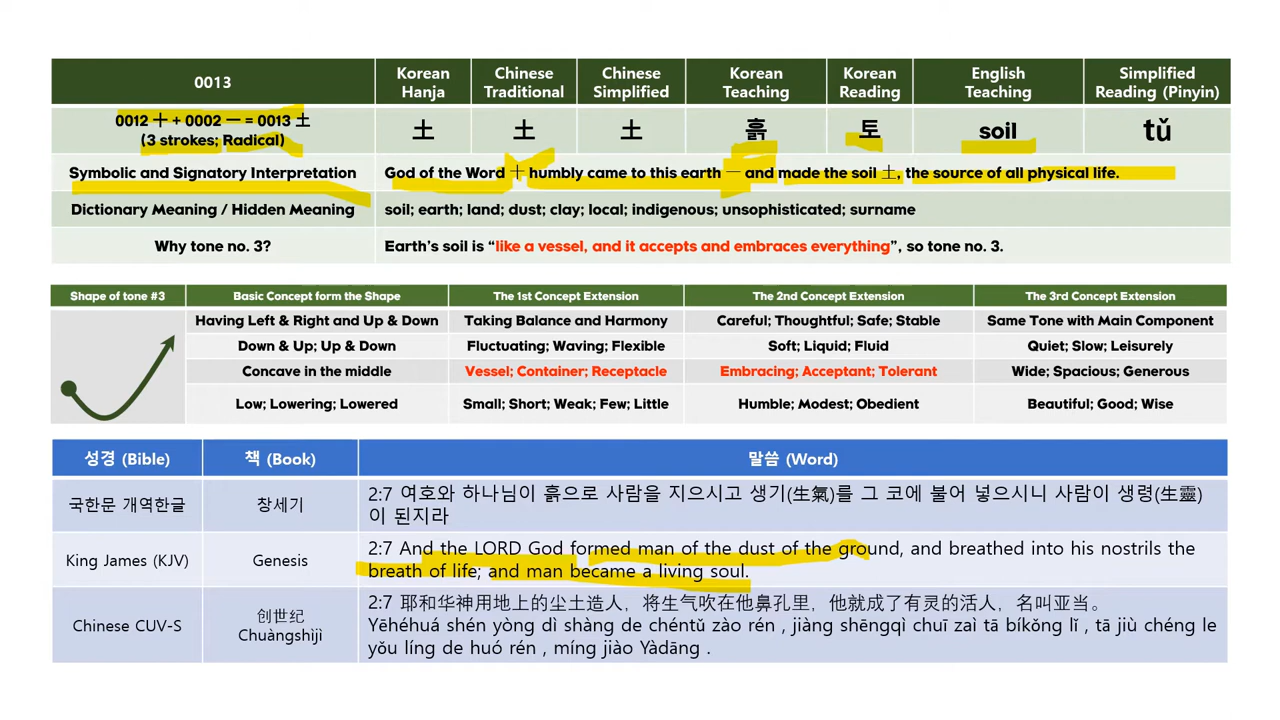 0013
Korean Hanja
Chinese Traditional
Chinese Simplified
Korean Teaching
Korean Reading
English Teaching
Simplified Reading (Pinyin)
0012 十 + 0002 一 = 0013 土
(3 strokes; Radical)
土
土
土
흙
토
soil
tǔ
Symbolic and Signatory Interpretation
God of the Word 十 humbly came to this earth 一 and made the soil 土, the source of all physical life.
Dictionary Meaning / Hidden Meaning
soil; earth; land; dust; clay; local; indigenous; unsophisticated; surname
Why tone no. 3?
Earth's soil is “like a vessel, and it accepts and embraces everything”, so tone no. 3.
Shape of tone #3
Basic Concept form the Shape
The 1st Concept Extension
The 2nd Concept Extension
The 3rd Concept Extension
Having Left & Right and Up & Down
Taking Balance and Harmony
Careful; Thoughtful; Safe; Stable
Same Tone with Main Component
Down & Up; Up & Down
Fluctuating; Waving; Flexible
Soft; Liquid; Fluid
Quiet; Slow; Leisurely
Concave in the middle
Vessel; Container; Receptacle
Embracing; Acceptant; Tolerant
Wide; Spacious; Generous
Low; Lowering; Lowered
Small; Short; Weak; Few; Little
Humble; Modest; Obedient
Beautiful; Good; Wise
성경 (Bible)
책 (Book)
말씀 (Word)
국한문 개역한글
창세기
2:7 여호와 하나님이 흙으로 사람을 지으시고 생기(生氣)를 그 코에 불어 넣으시니 사람이 생령(生靈)
이 된지라
King James (KJV)
Genesis
2:7 And the LORD God formed man of the dust of the ground, and breathed into his nostrils the
breath of life; and man became a living soul.
Chinese CUV-S
创世纪
Chuàngshìjì
2:7 耶和华神用地上的尘土造人，将生气吹在他鼻孔里，他就成了有灵的活人，名叫亚当。
Yēhéhuá shén yòng dì shàng de chéntǔ zào rén , jiàng shēngqì chuī zaì tā bíkǒng lǐ , tā jiù chéng le
yǒu líng de huó rén , míng jiào Yàdāng .